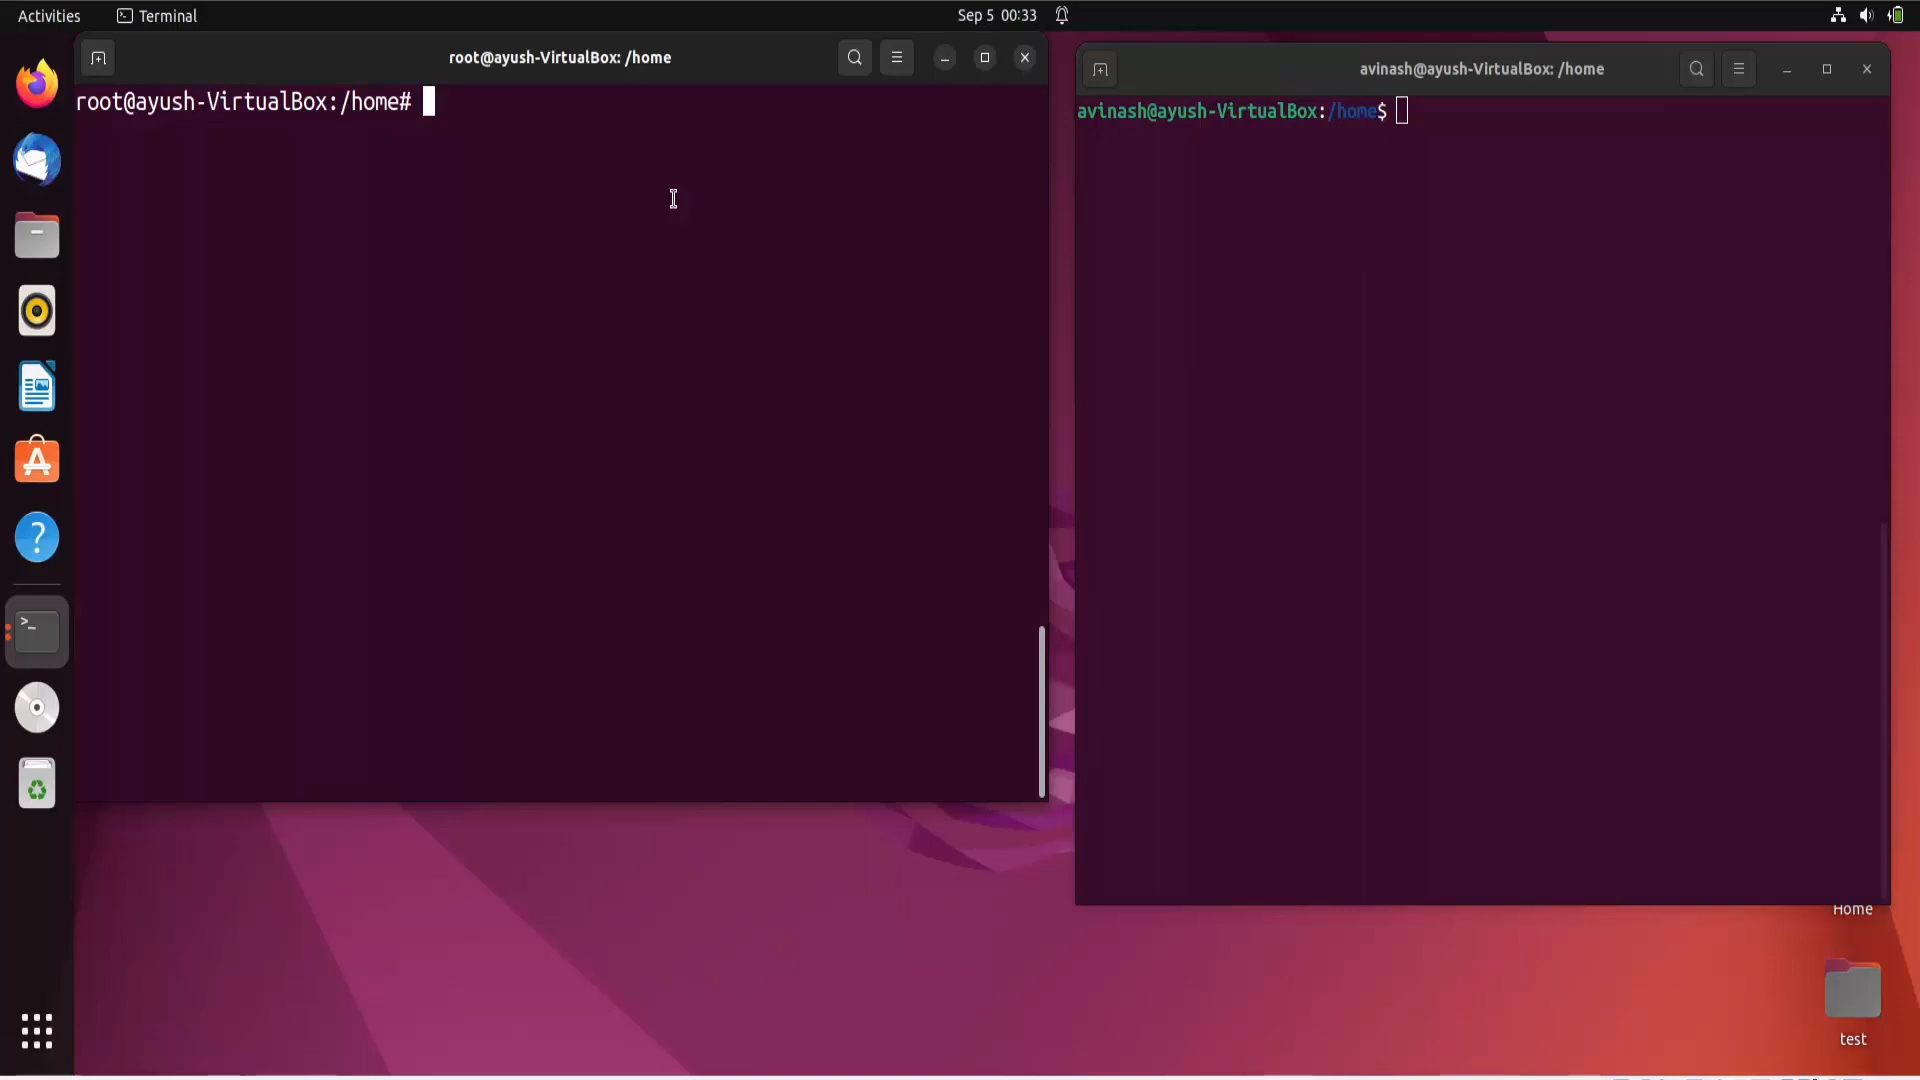 Activities
Terminal
Sep 5 00:33
root@ayush-VirtualBox: /home
root@ayush-VirtualBox:/home#
avinash@ayush-VirtualBox: /home
avinash@ayush-VirtualBox:/home$
Home
test